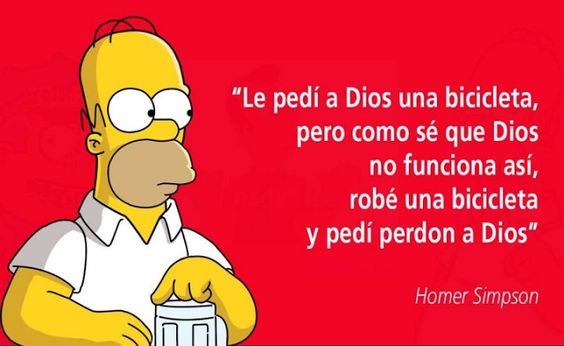 “Le pedí a Dios una bicicleta,
pero como sé que Dios
no funciona así,
robé una bicicleta
y pedí perdon a Dios”
Homer Simpson